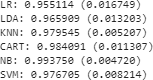 LR: 0.955114 (0.016749)
LDA: 0.965909 (0.013203)
KNN: 0.979545 (0.005207)
CART: 0.984091 (0.011307)
NB: 0.993750 (0.004720)
SVM: 0.976705 (0.008214)